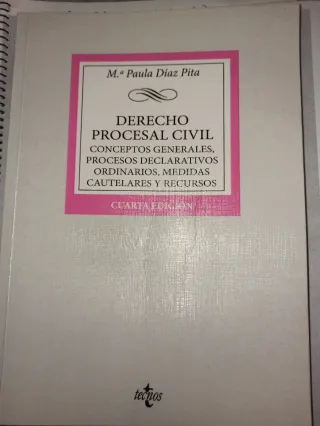 M.ª Paula Díaz Pita
DERECHO
PROCESAL CIVIL
CONCEPTOS GENERALES,
PROCESOS DECLARATIVOS
ORDINARIOS, MEDIDAS
CAUTELARES Y RECURSOS
CUARTA EDICIÓN
tecnos